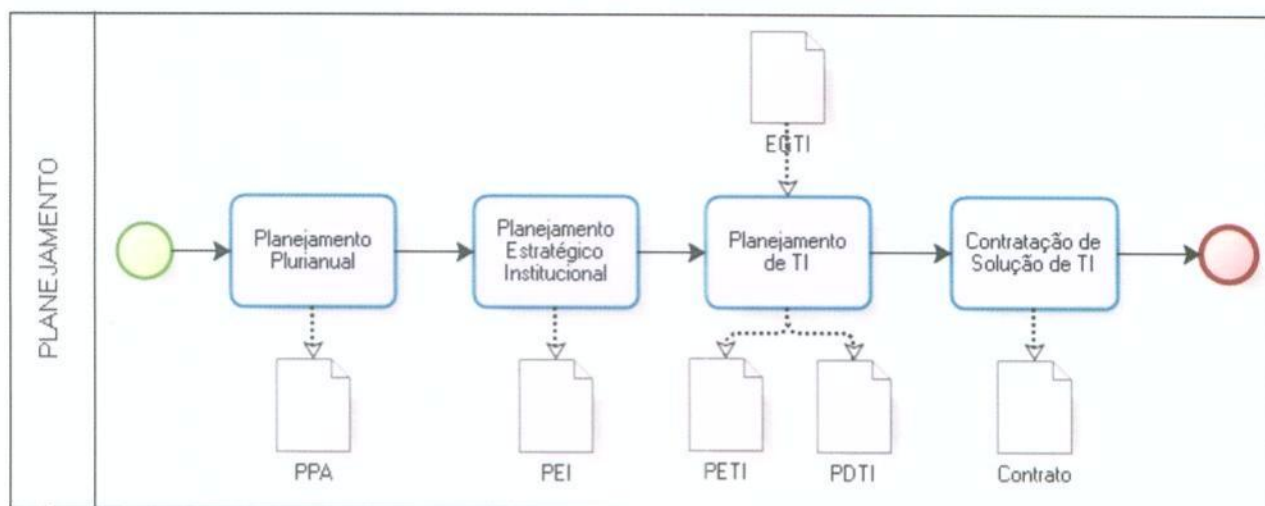 PLANEJAMENTO
EGTI
Planejamento
Plurianual
Planejamento
Estratégico
Institucional
Planejamento
de TI
Contratação de
Solução de TI
PPA
PEI
PETI
PDTI
Contrato